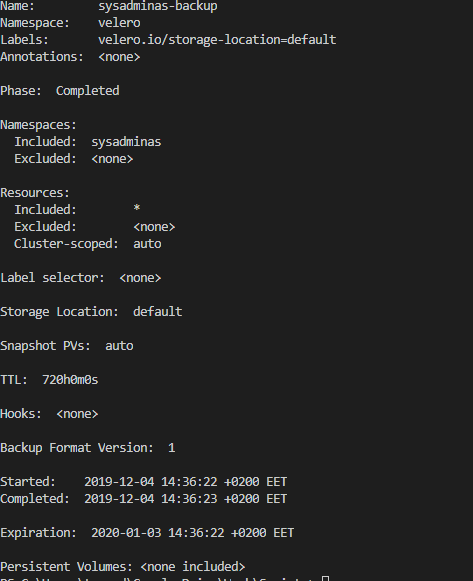 Name: sysadminas-backup
Namespace: velero
Labels: velero.io/storage-location=default
Annotations: <none>
Phase: Completed
Namespaces:
Included: sysadminas
Excluded: <none>
Resources:
Included: *
Excluded: <none>
Cluster-scoped: auto
Label selector: <none>
Storage Location: default
Snapshot PVs: auto
TTL: 720h0m0s
Hooks: <none>
Backup Format Version: 1
Started: 2019-12-04 14:36:22 +0200 EET
Completed: 2019-12-04 14:36:23 +0200 EET
Expiration: 2020-01-03 14:36:22 +0200 EET
Persistent Volumes: <none included>